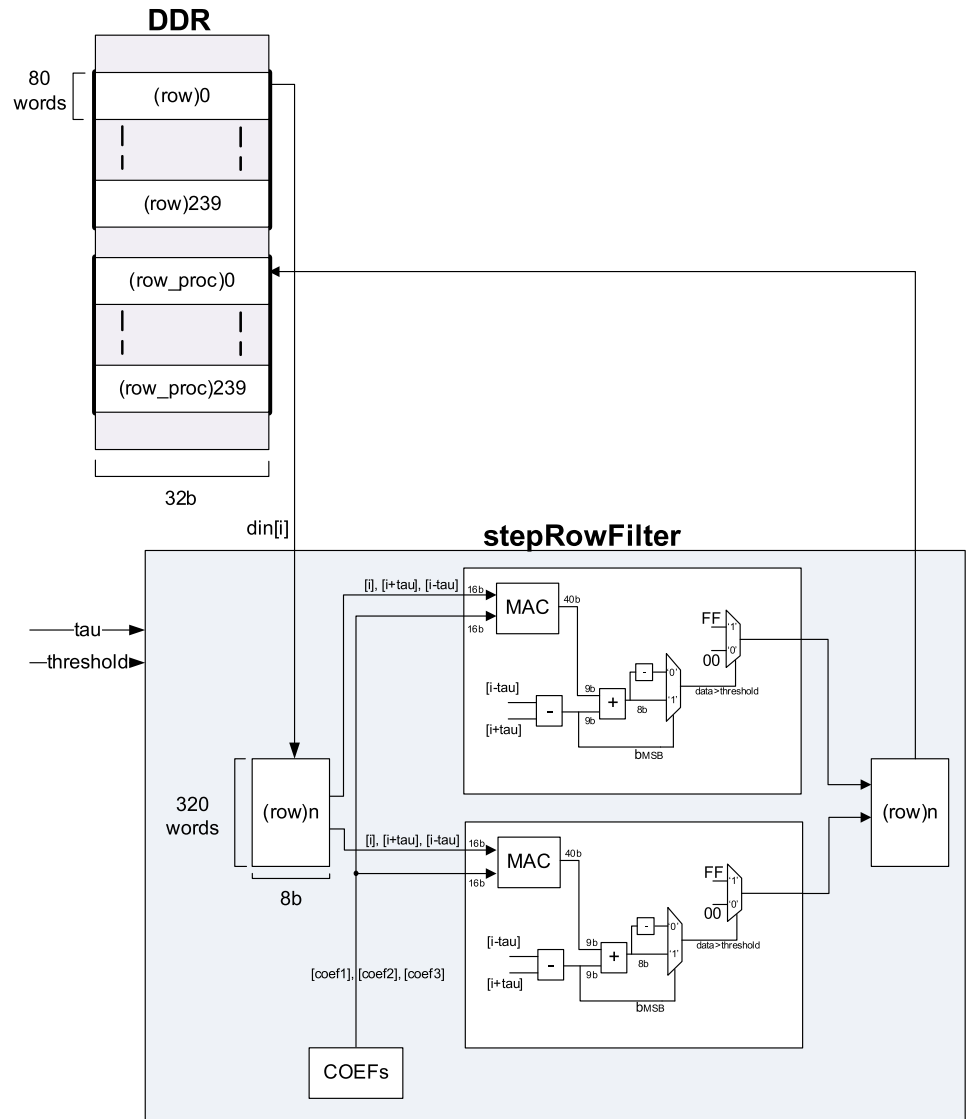 DDR
80
words
(row)0
(row)239
(row_proc)0
(row_proc)239
32b
din[i]
stepRowFilter
tau
threshold
[i], [i+tau], [i-tau]
16b
16b
MAC
40b
FF
'1'
00
'0'
data>threshold
[i-tau]
[i+tau]
-
9b
9b
+
-
8b
'0'
'1'
bMSB
320
words
(row)n
8b
(row)n
[i], [i+tau], [i-tau]
16b
16b
MAC
40b
FF
'1'
00
'0'
data>threshold
[i-tau]
[i+tau]
-
9b
9b
+
-
8b
'0'
'1'
bMSB
[coef1], [coef2], [coef3]
COEFs